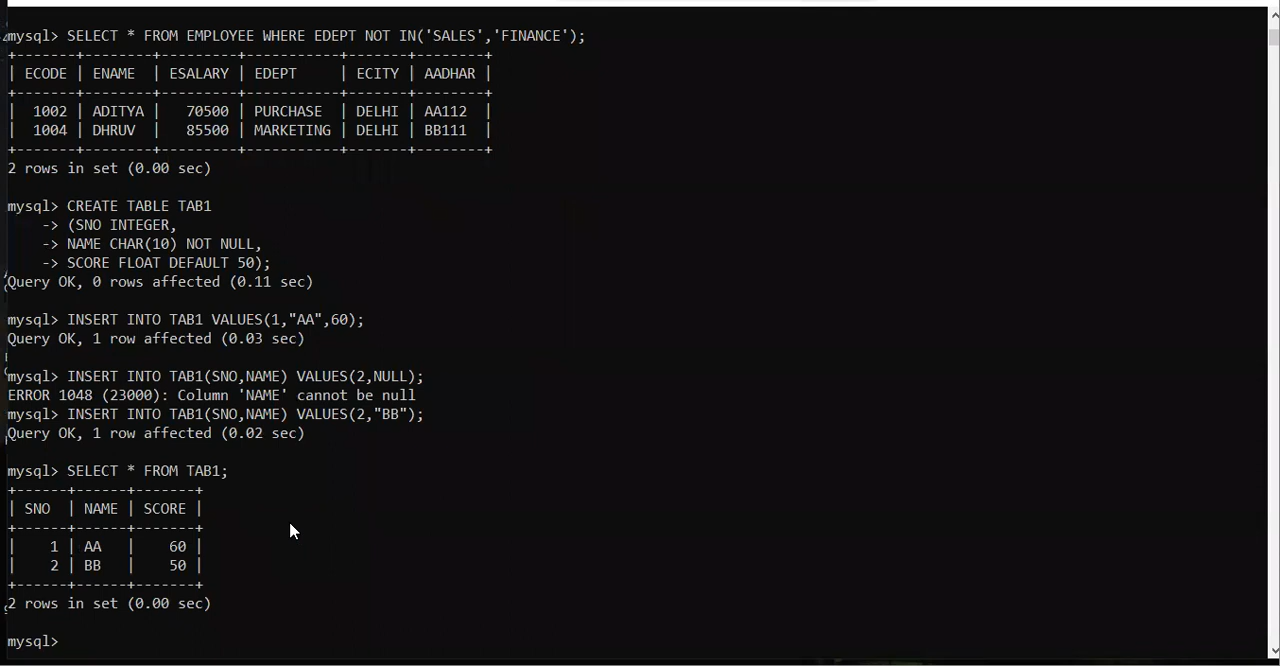 mysql> SELECT * FROM EMPLOYEE WHERE EDEPT NOT IN('SALES','FINANCE');
+-------+--------+---------+-----------+-------+--------+
| ECODE | ENAME  | ESALARY | EDEPT     | ECITY | AADHAR |
+-------+--------+---------+-----------+-------+--------+
|  1002 | ADITYA |   70500 | PURCHASE  | DELHI | AA112  |
|  1004 | DHRUV  |   85500 | MARKETING | DELHI | BB111  |
+-------+--------+---------+-----------+-------+--------+
2 rows in set (0.00 sec)
mysql> CREATE TABLE TAB1
    -> (SNO INTEGER,
    -> NAME CHAR(10) NOT NULL,
    -> SCORE FLOAT DEFAULT 50);
Query OK, 0 rows affected (0.11 sec)
mysql> INSERT INTO TAB1 VALUES(1,"AA",60);
Query OK, 1 row affected (0.03 sec)
mysql> INSERT INTO TAB1(SNO,NAME) VALUES(2,NULL);
ERROR 1048 (23000): Column 'NAME' cannot be null
mysql> INSERT INTO TAB1(SNO,NAME) VALUES(2,"BB");
Query OK, 1 row affected (0.02 sec)
mysql> SELECT * FROM TAB1;
+------+------+-------+
| SNO  | NAME | SCORE |
+------+------+-------+
|    1 | AA   |    60 |
|    2 | BB   |    50 |
+------+------+-------+
2 rows in set (0.00 sec)
mysql>